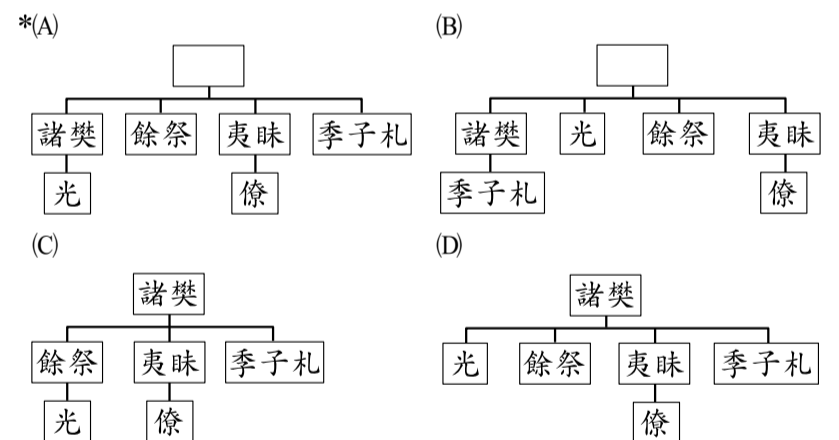 *(A)
諸樊 餘祭 夷昧 季子札
光 僚
(B)
諸樊 光 餘祭 夷昧
季子札 僚
(C)
諸樊
餘祭 夷昧 季子札
光 僚
(D)
諸樊
光 餘祭 夷昧 季子札
僚